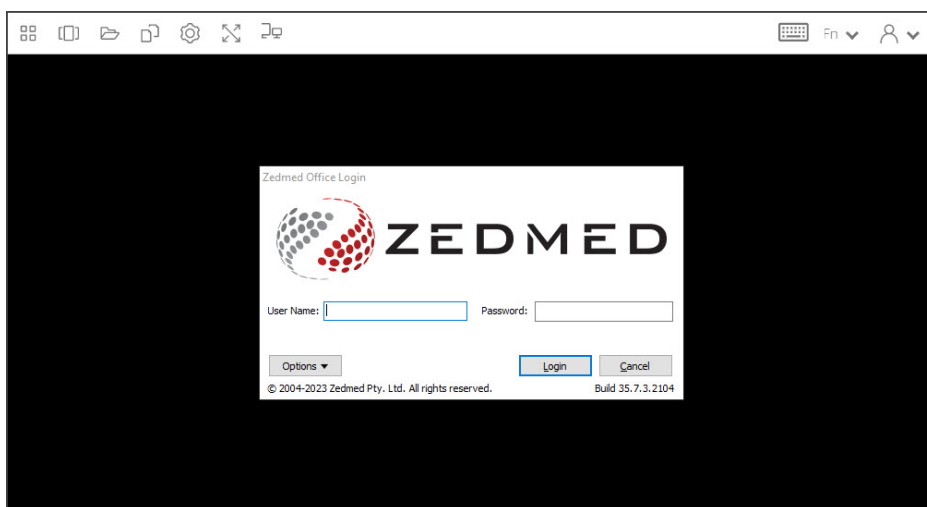 Fn
Zedmed Office Login
ZEDMED
User Name: Password:
Options Login Cancel
© 2004-2023 Zedmed Pty. Ltd. All rights reserved. Build 35.7.3.2104